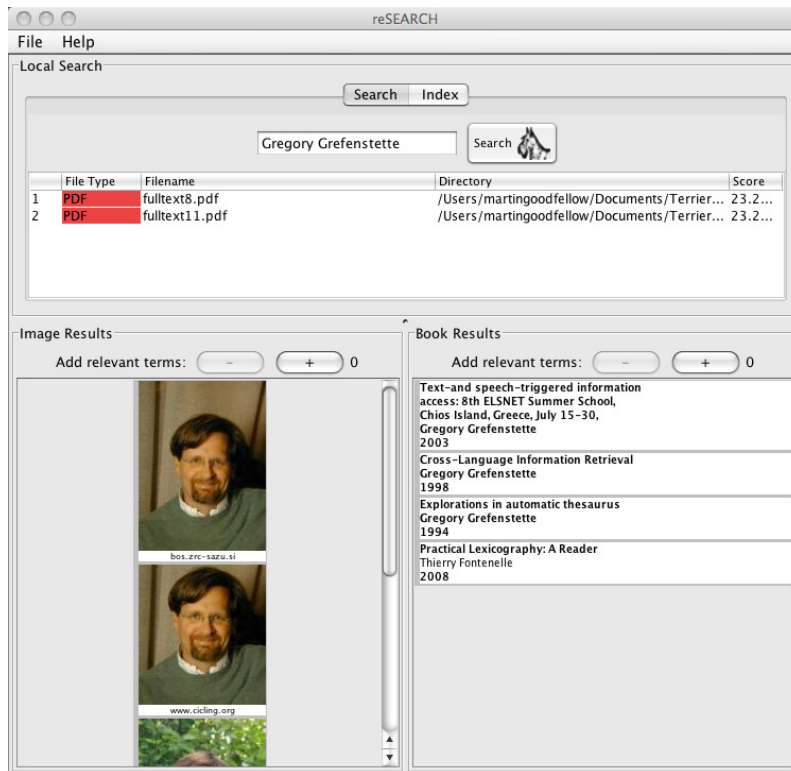 reSEARCH
File Help
Local Search
Search Index
Gregory Grefenstette Search
File Type Filename Directory Score
1 PDF fulltext8.pdf /Users/martingoodfellow/Documents/Terrier... 23.2...
2 PDF fulltext11.pdf /Users/martingoodfellow/Documents/Terrier... 23.2...
Image Results
Add relevant terms: - + 0
bos.zrc-sazu.si
www.cicling.org
Book Results
Add relevant terms: - + 0
Text-and speech-triggered information
access: 8th ELSNET Summer School,
Chios Island, Greece, July 15-30,
Gregory Grefenstette
2003
Cross-Language Information Retrieval
Gregory Grefenstette
1998
Explorations in automatic thesaurus
Gregory Grefenstette
1994
Practical Lexicography: A Reader
Thierry Fontenelle
2008